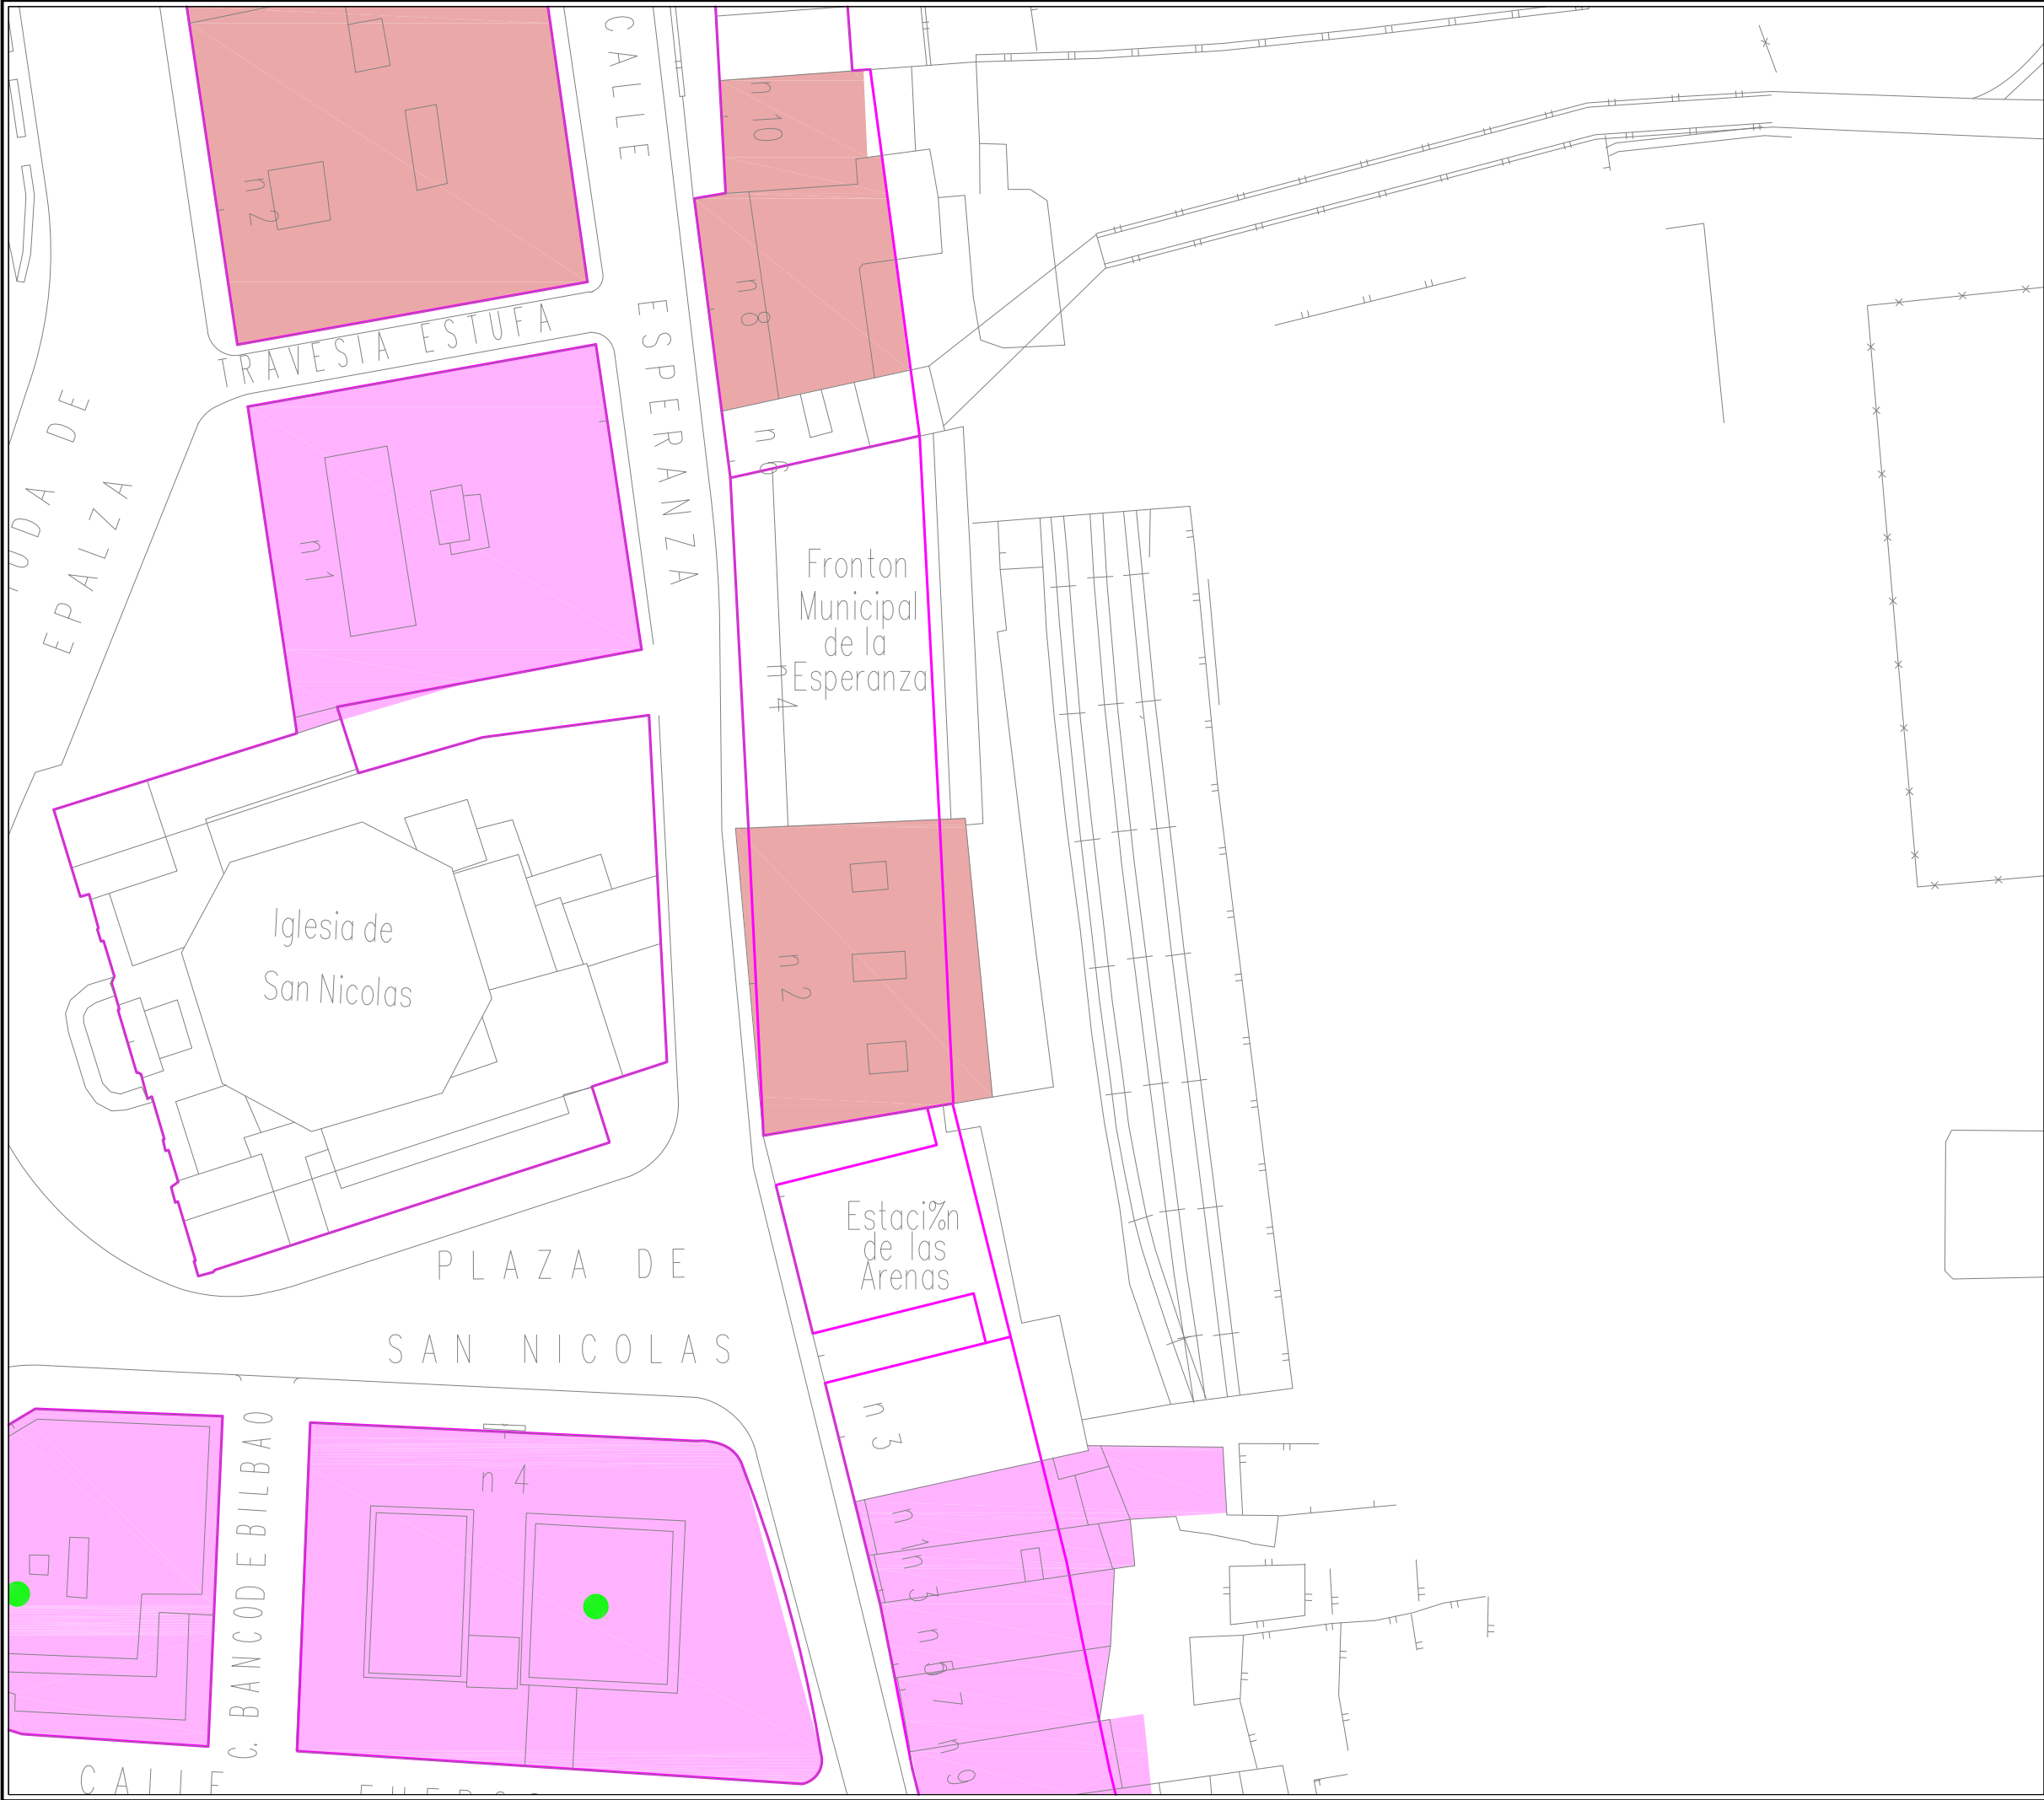 CALLE
ESPERANZA
n 10
n 2
n 8
TRAVESIA ESTUFA
n 6
EPALZA
n 1
Fronton
Municipal
de la
Esperanza
n 4
Iglesia de
San Nicolas
n 2
Estaci%n
de las
Arenas
PLAZA DE
SAN NICOLAS
n 3
n 4
C. BANCO DE BILBAO
n 1
n 3
n 5
n 7
n 9
CALLE